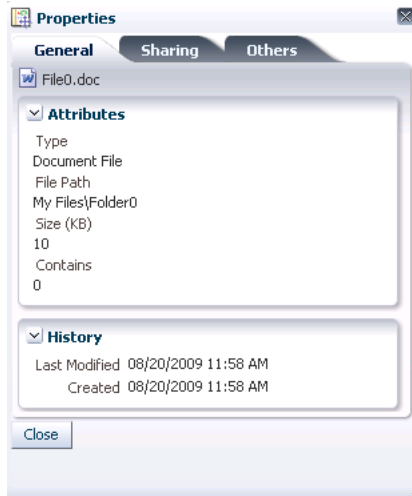 Properties
General Sharing Others
File0.doc
Attributes
Type
Document File
File Path
My Files\Folder0
Size (KB)
10
Contains
0
History
Last Modified 08/20/2009 11:58 AM
Created 08/20/2009 11:58 AM
Close